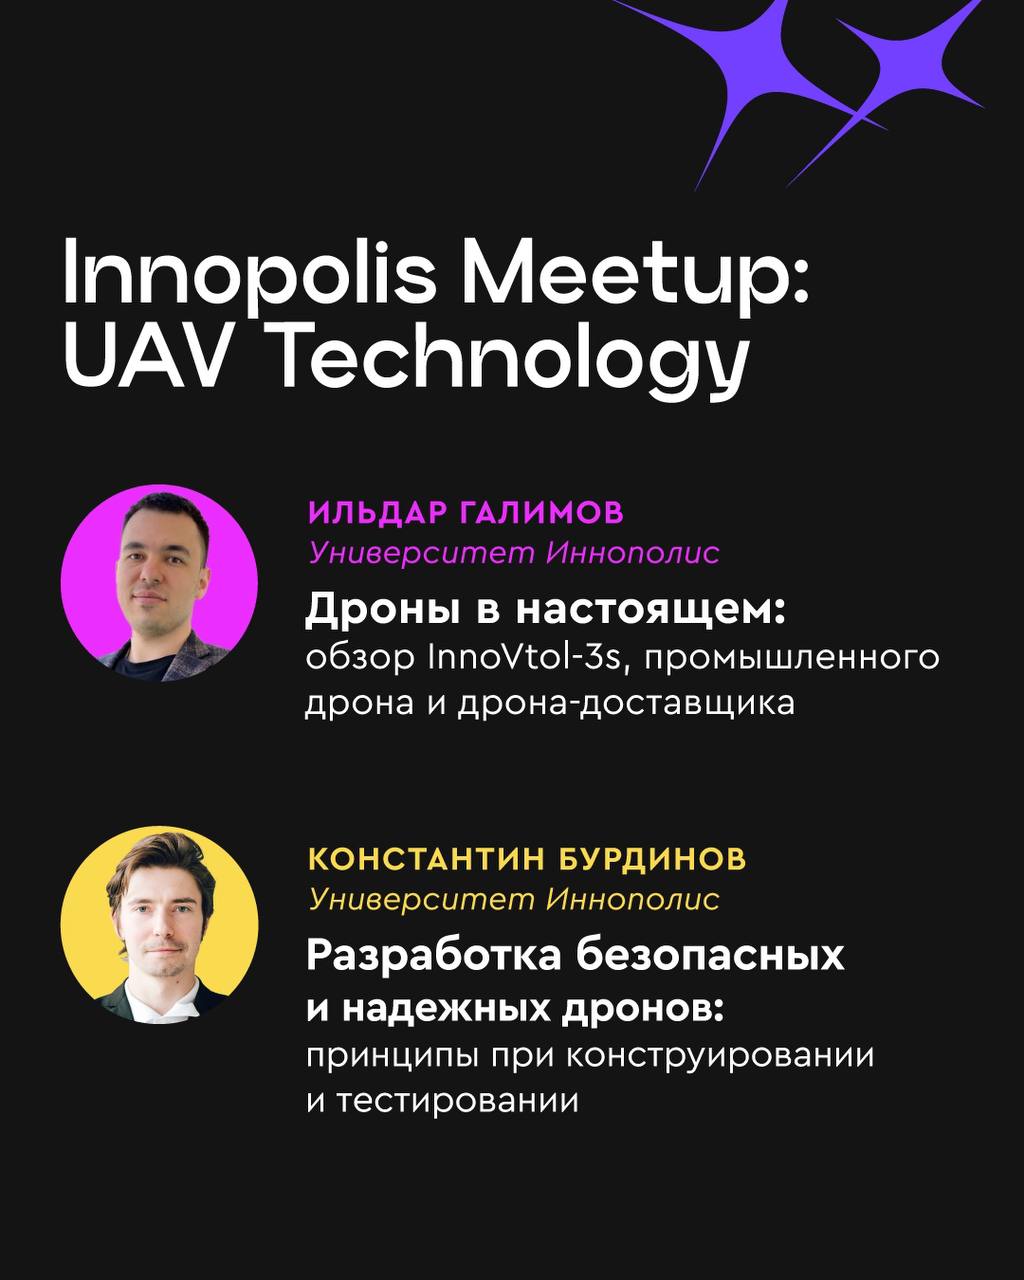 Innopolis Meetup:
UAV Technology
ИЛЬДАР ГАЛИМОВ
Университет Иннополис
Дроны в настоящем:
обзор InnoVtol-3s, промышленного
дрона и дрона-доставщика
КОНСТАНТИН БУРДИНОВ
Университет Иннополис
Разработка безопасных
и надежных дронов:
принципы при конструировании
и тестировании